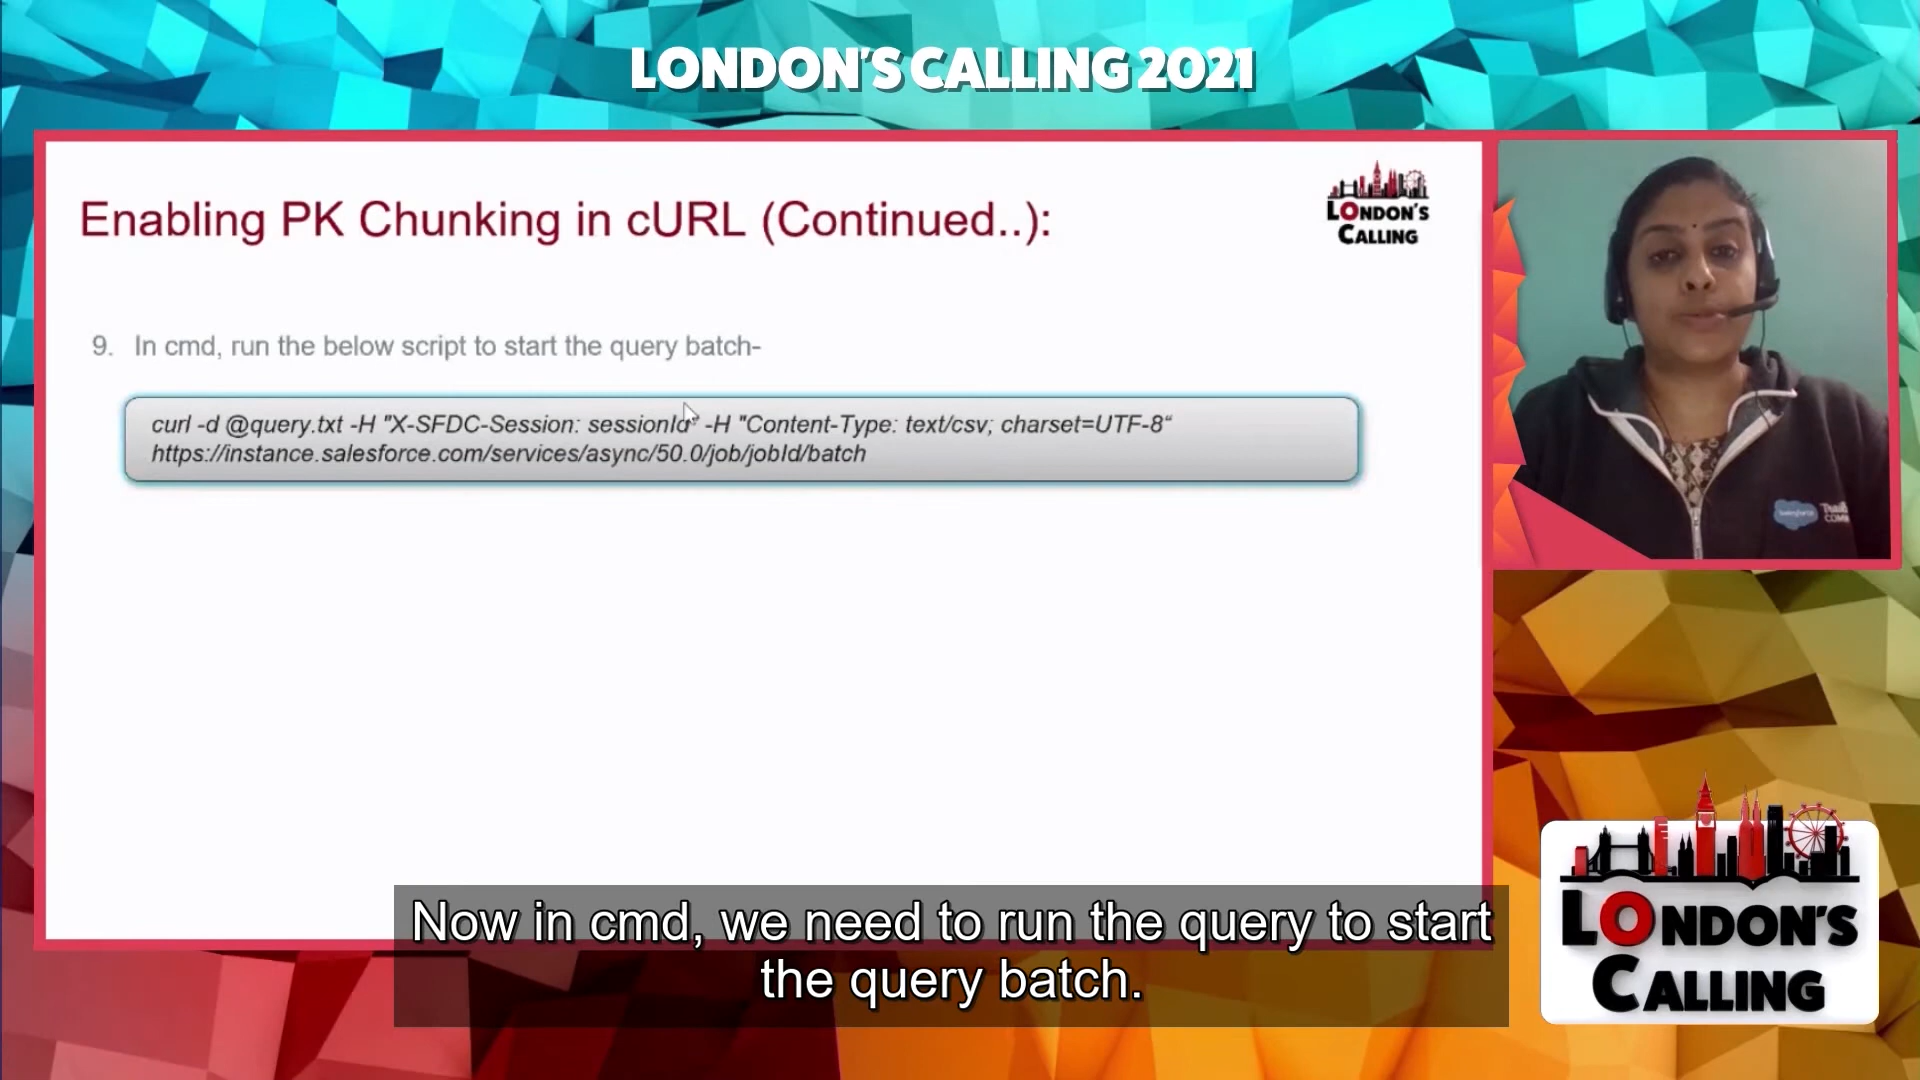 LONDON'S CALLING 2021
Enabling PK Chunking in cURL (Continued..):
LONDON'S
CALLING
9. In cmd, run the below script to start the query batch-
curl -d @query.txt -H "X-SFDC-Session: sessionId" -H "Content-Type: text/csv; charset=UTF-8“
https://instance.salesforce.com/services/async/50.0/job/jobId/batch
salesforce
Now in cmd, we need to run the query to start
the query batch.
LONDON'S
CALLING